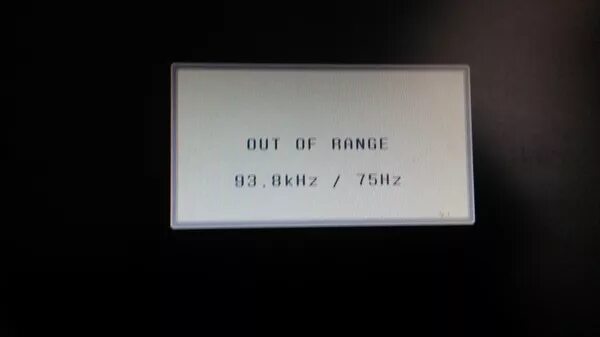 OUT OF RANGE
93.8kHz / 75Hz